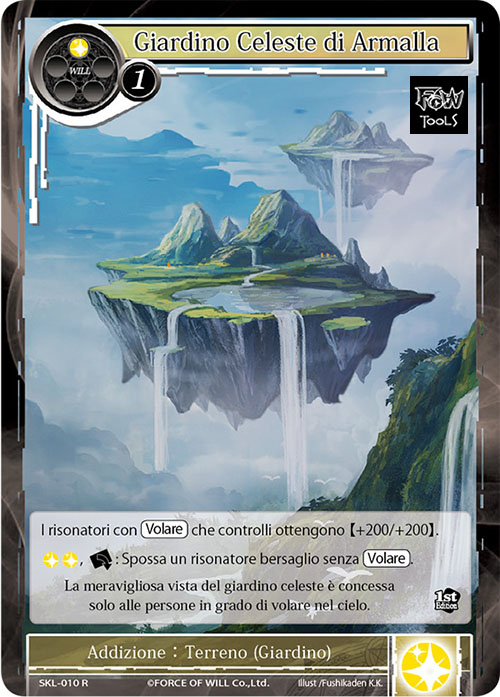 Giardino Celeste di Armalla
WILL
1
FOW
TOOLS
I risonatori con Volare che controlli ottengono 【+200/+200】.
, : Spossa un risonatore bersaglio senza Volare.
La meravigliosa vista del giardino celeste è concessa
solo alle persone in grado di volare nel cielo.
1st
Edition
Addizione : Terreno (Giardino)
SKL-010 R ©FORCE OF WILL Co.,Ltd. Illust /Fushikaden K.K.